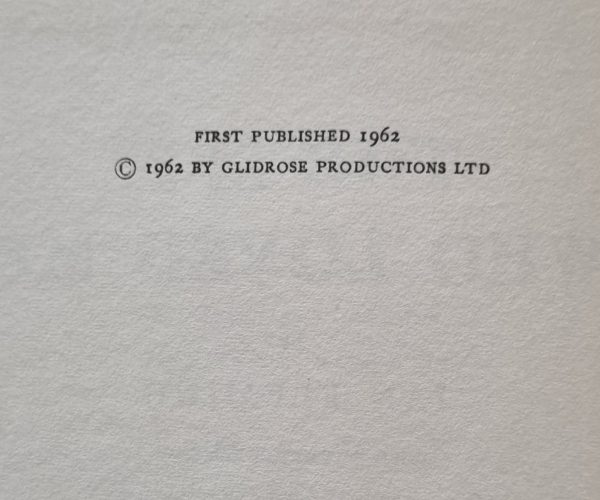 FIRST PUBLISHED 1962
© 1962 BY GLIDROSE PRODUCTIONS LTD